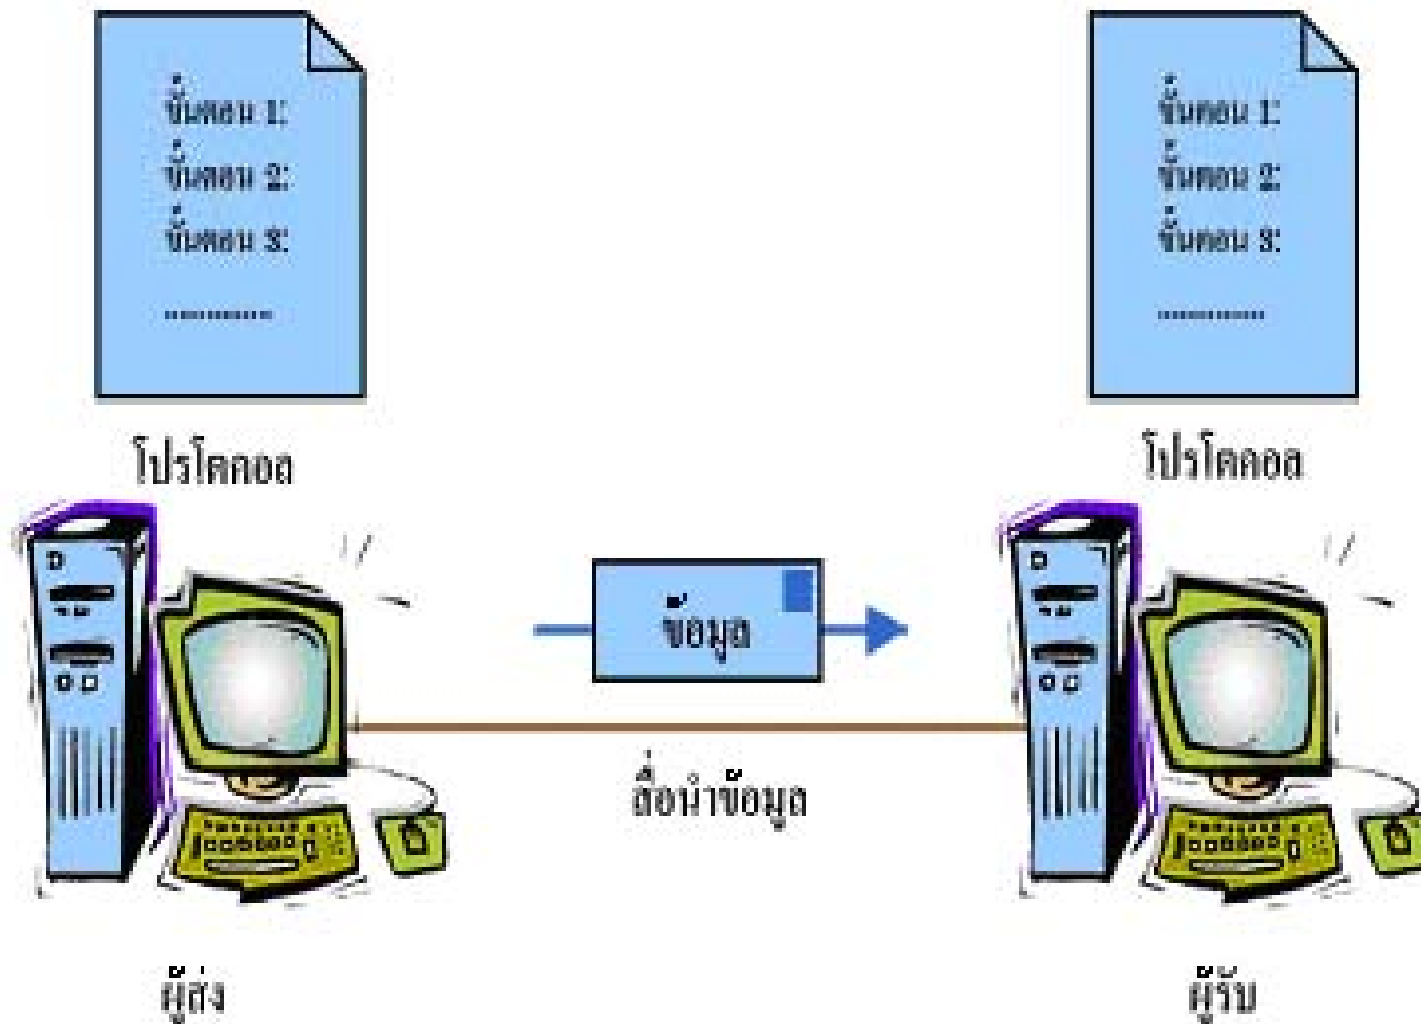 ขั้นตอน 1:
ขั้นตอน 2:
ขั้นตอน 3:
.............
โปรโตคอล
ขั้นตอน 1:
ขั้นตอน 2:
ขั้นตอน 3:
.............
โปรโตคอล
ข้อมูล
สื่อนำข้อมูล
ผู้ส่ง
ผู้รับ